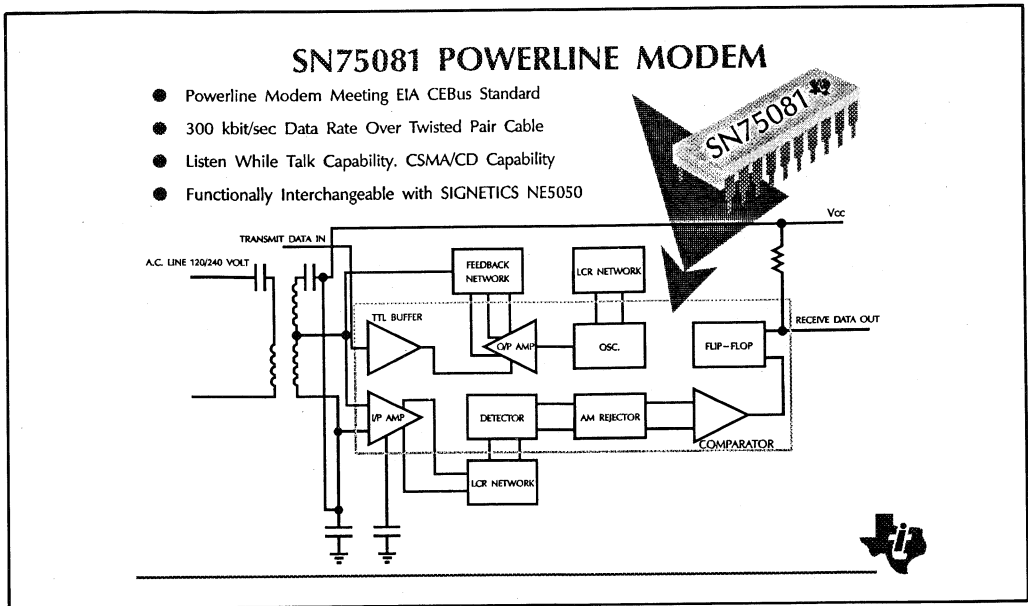 SN75081 POWERLINE MODEM
Powerline Modem Meeting EIA CEBus Standard
300 kbit/sec Data Rate Over Twisted Pair Cable
Listen While Talk Capability. CSMA/CD Capability
Functionally Interchangeable with SIGNETICS NE5050
SN75081
Vcc
TRANSMIT DATA IN
A.C. LINE 120/240 VOLT
FEEDBACK
NETWORK
LCR NETWORK
TTL BUFFER
RECEIVE DATA OUT
O/P AMP
OSC.
FLIP-FLOP
I/P AMP
DETECTOR
AM REJECTOR
COMPARATOR
LCR NETWORK